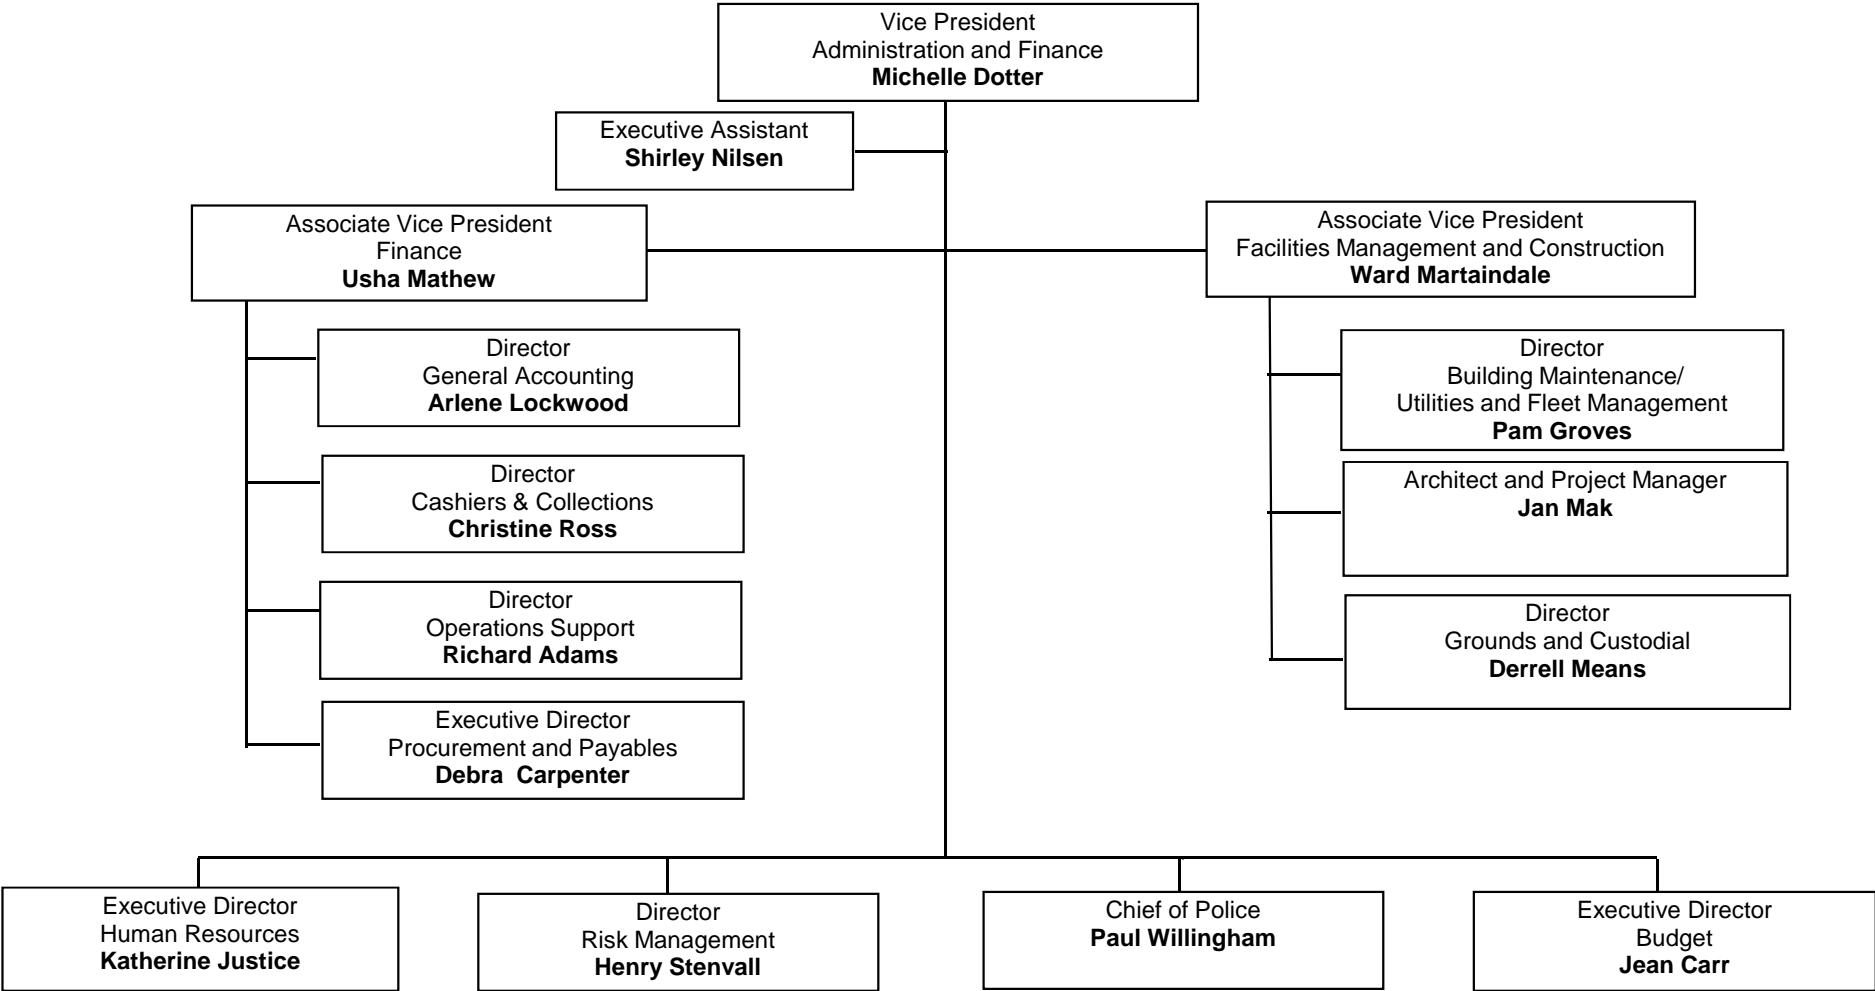 Vice President
Administration and Finance
Michelle Dotter
Executive Assistant
Shirley Nilsen
Associate Vice President
Finance
Usha Mathew
Associate Vice President
Facilities Management and Construction
Ward Martaindale
Director
General Accounting
Arlene Lockwood
Director
Cashiers & Collections
Christine Ross
Director
Operations Support
Richard Adams
Executive Director
Procurement and Payables
Debra  Carpenter
Director
Building Maintenance/
Utilities and Fleet Management
Pam Groves
Architect and Project Manager
Jan Mak
Director
Grounds and Custodial
Derrell Means
Executive Director
Human Resources
Katherine Justice
Director
Risk Management
Henry Stenvall
Chief of Police
Paul Willingham
Executive Director
Budget
Jean Carr